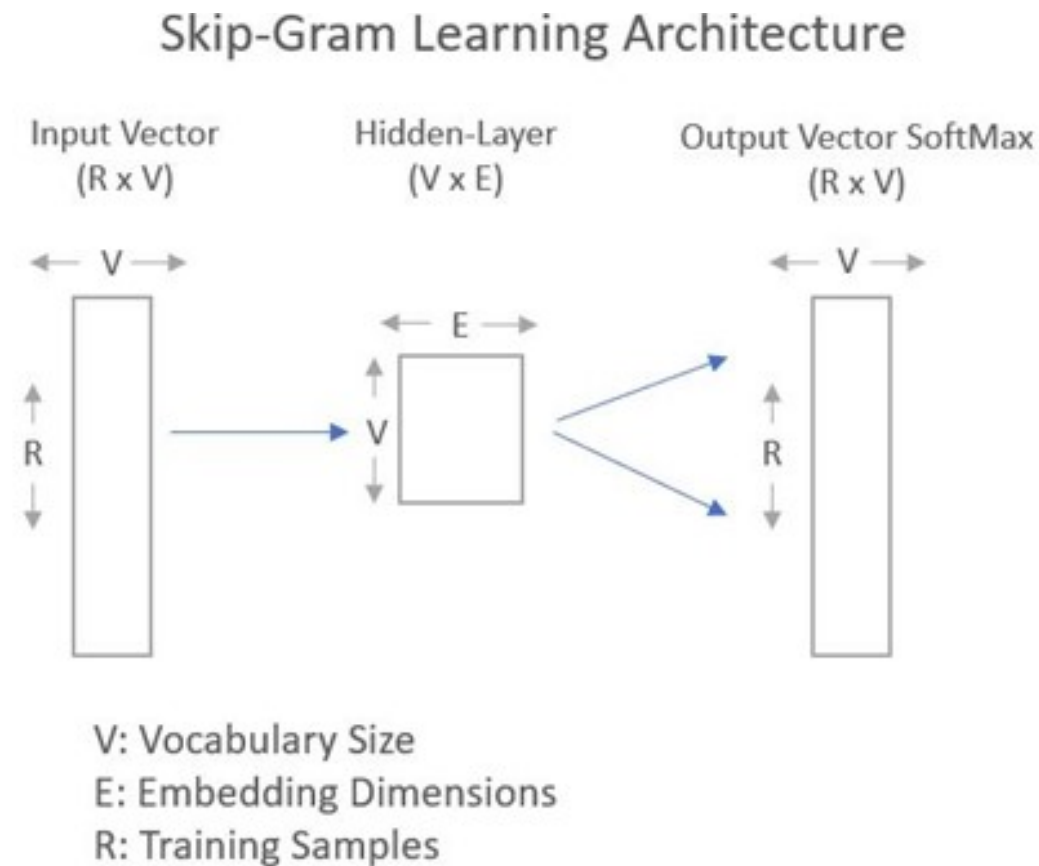 Skip-Gram Learning Architecture
Input Vector
(R x V)
Hidden-Layer
(V x E)
Output Vector SoftMax
(R x V)
V
E
V
R
V
R
V: Vocabulary Size
E: Embedding Dimensions
R: Training Samples